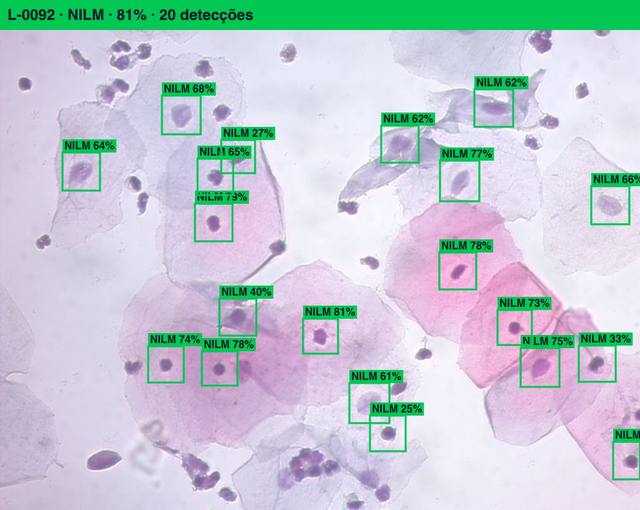 L-0092 · NILM · 81% · 20 detecções
NILM 62%
NILM 68%
NILM 62%
NILM 27%
NILM 64%
NILM 65%
NILM 77%
NILM 66%
NILM 79%
NILM 78%
NILM 40%
NILM 73%
NILM 81%
NILM 74%
NILM 78%
NILM 75%
NILM 33%
NILM 61%
NILM 25%
NILM